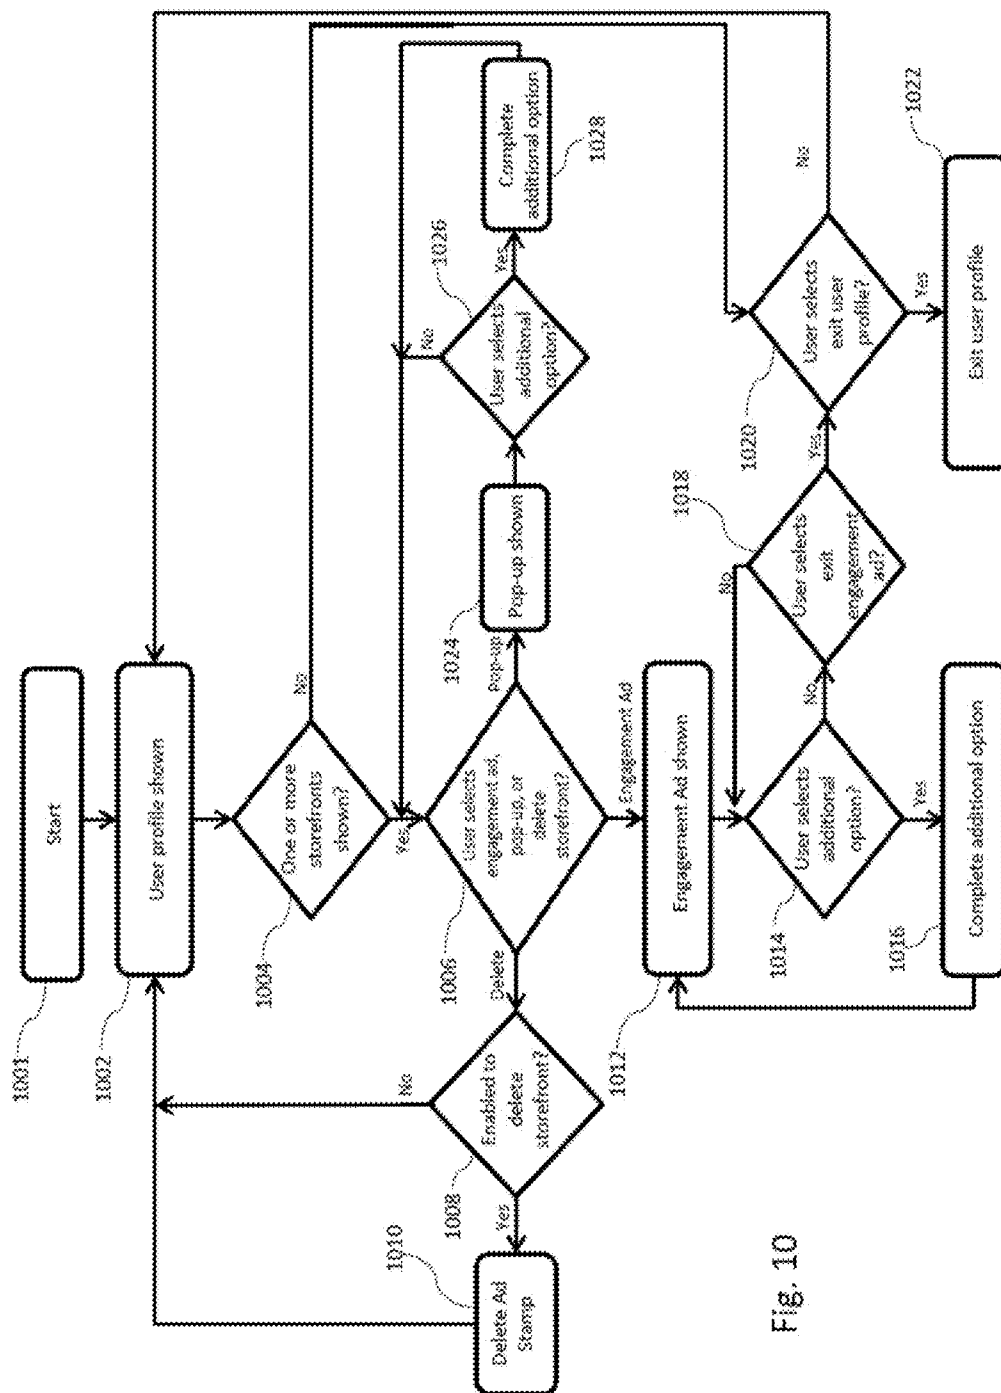 1001
Start
1002
User profile shown
1004
One or more
storefronts
shown?
No
Yes
1006
User selects
engagement ad,
pop-up, or
delete
storefront?
Delete
Pop-up
Engagement Ad
1008
Enabled to
delete
storefront?
No
Yes
1010
Delete Ad
Stamp
1024
Pop-up shown
1026
User selects
additional
option?
No
Yes
Complete
additional option
1028
1012
Engagement Ad shown
1014
User selects
additional
option?
No
Yes
1016
Complete additional option
1018
User selects
exit
engagement
ad?
No
Yes
1020
User selects
exit user
profile?
No
Yes
1022
Exit user profile
Fig. 10